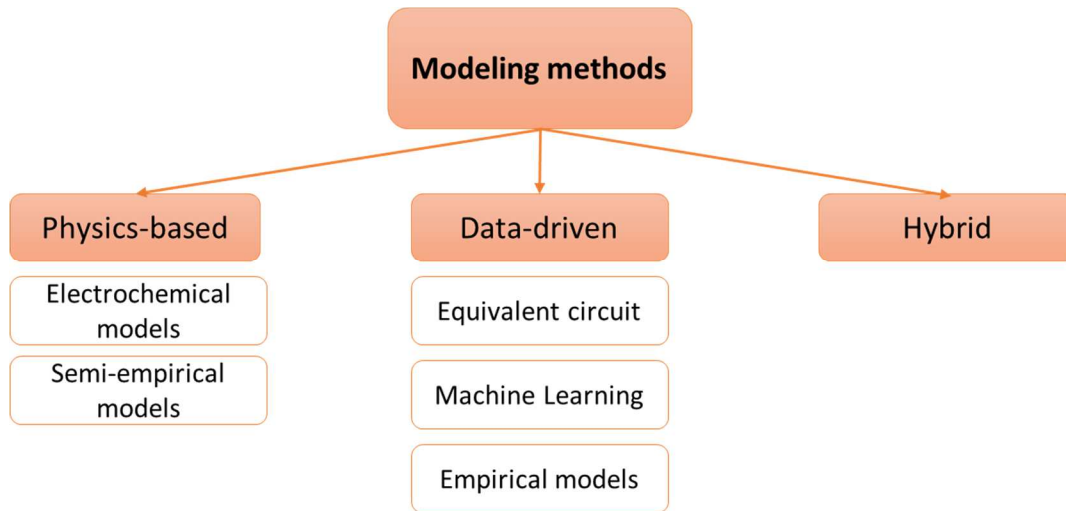 Modeling methods
Physics-based
Data-driven
Hybrid
Electrochemical
models
Semi-empirical
models
Equivalent circuit
Machine Learning
Empirical models